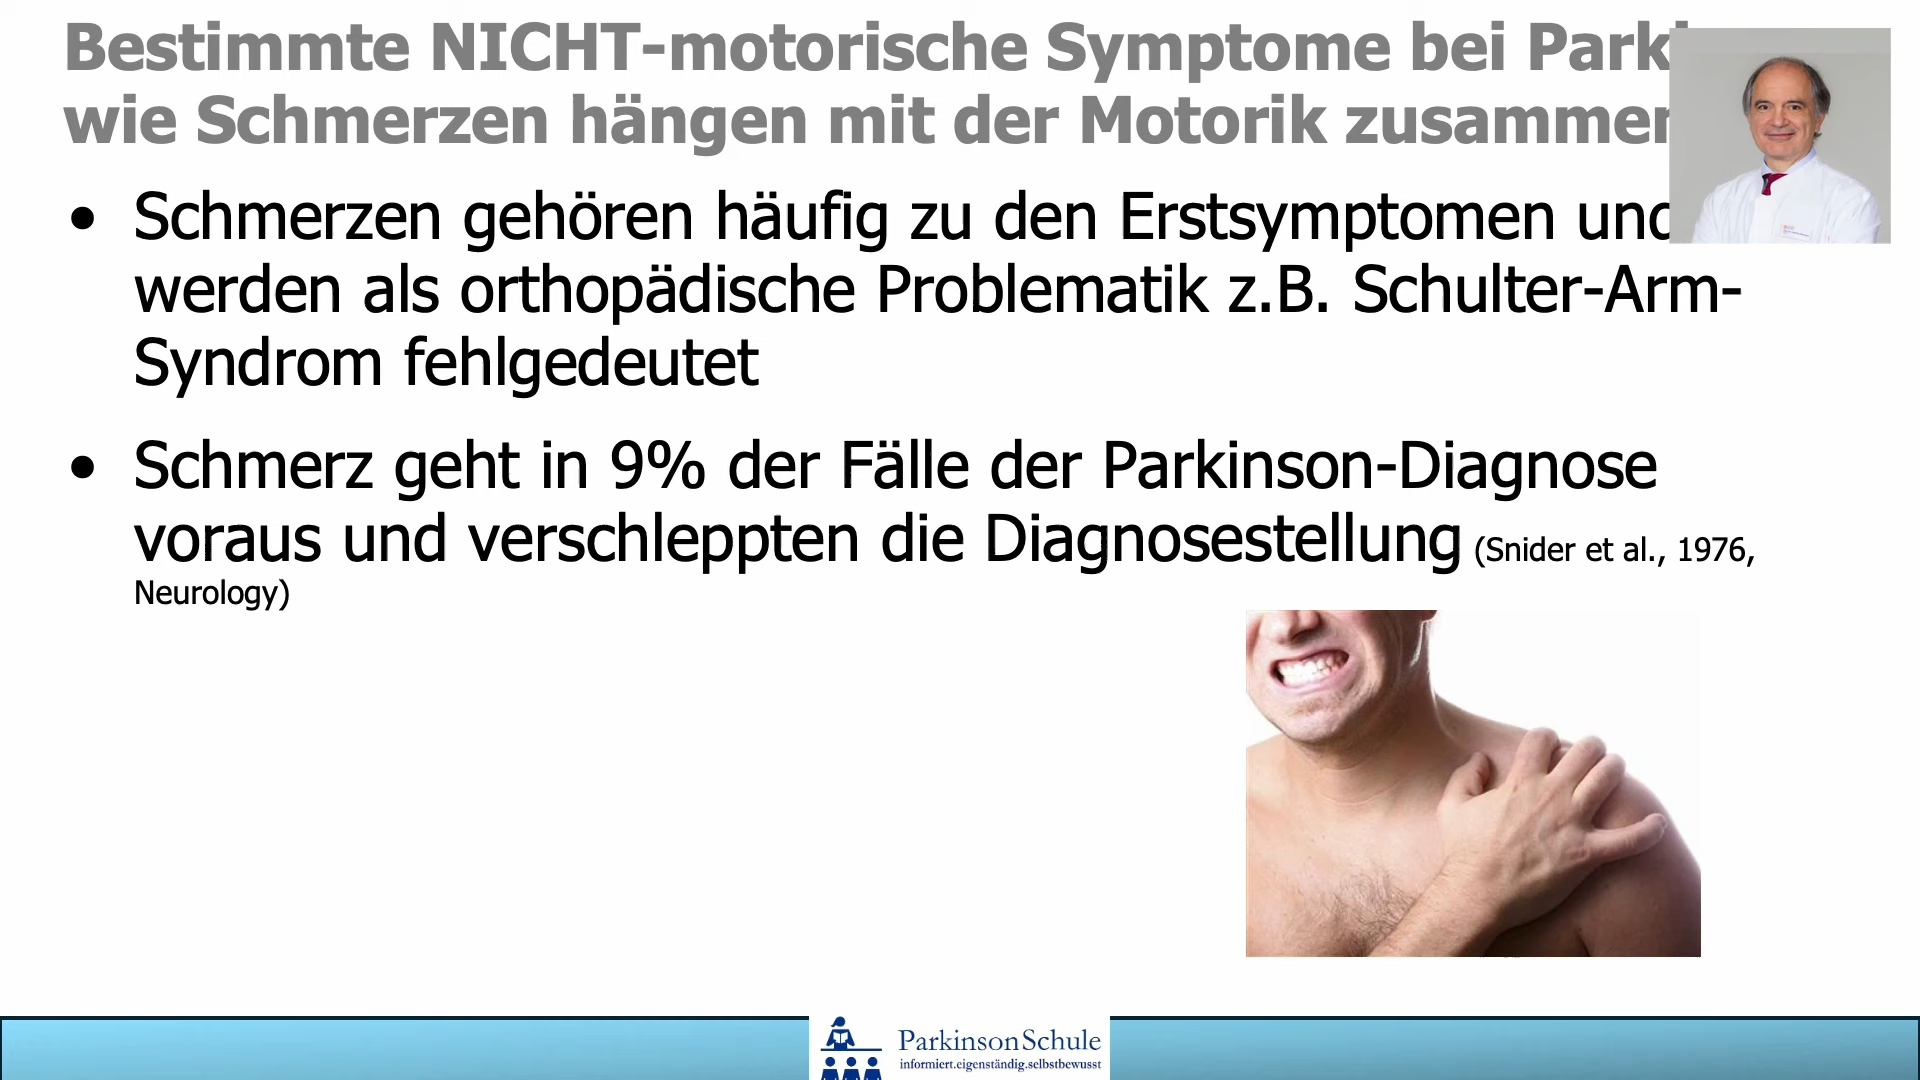 Bestimmte NICHT-motorische Symptome bei
wie Schmerzen hängen mit der Motorik
• Schmerzen gehören häufig zu den Erstsymptomen und
werden als orthopädische Problematik z.B. Schulter-Arm-
Syndrom fehlgedeutet
• Schmerz geht in 9% der Fälle der Parkinson-Diagnose
voraus und verschleppten die Diagnosestellung (Snider et al., 1976,
Neurology)
ParkinsonSchule
informiert.eigenständig.selbstbewusst